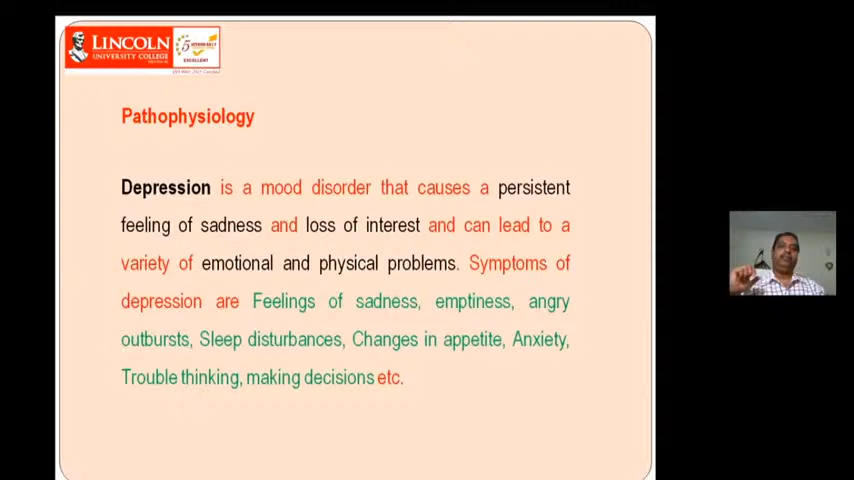 LINCOLN
UNIVERSITY COLLEGE
5
EXCELLENT
Pathophysiology
Depression is a mood disorder that causes a persistent
feeling of sadness and loss of interest and can lead to a
variety of emotional and physical problems. Symptoms of
depression are Feelings of sadness, emptiness, angry
outbursts, Sleep disturbances, Changes in appetite, Anxiety,
Trouble thinking, making decisions etc.